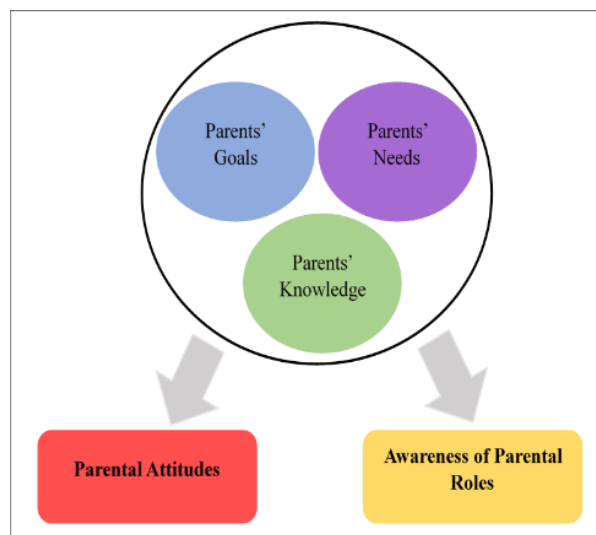 Parents’
Goals
Parents’
Needs
Parents’
Knowledge
Parental Attitudes
Awareness of Parental
Roles